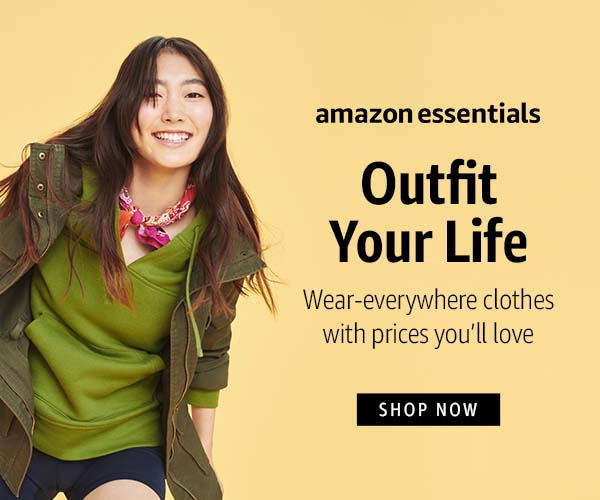 amazon essentials
Outfit
Your Life
Wear-everywhere clothes
with prices you'll love
SHOP NOW